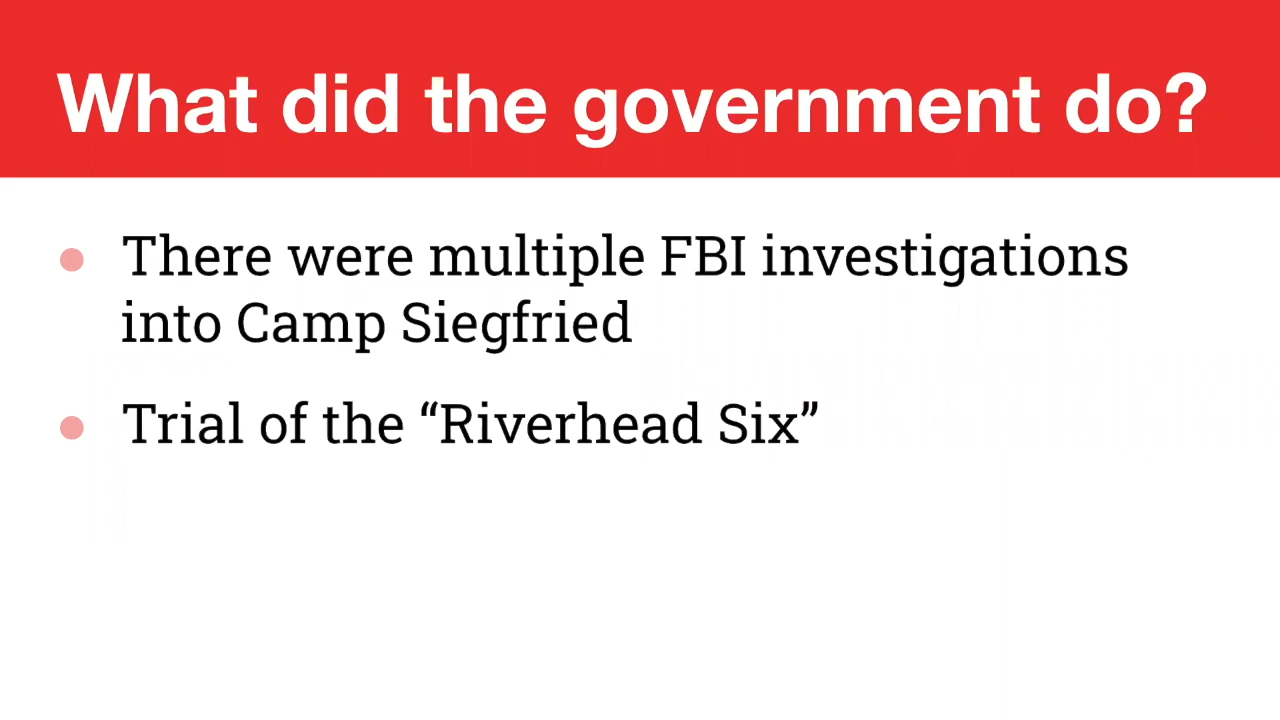 What did the government do?
There were multiple FBI investigations
into Camp Siegfried
Trial of the “Riverhead Six”